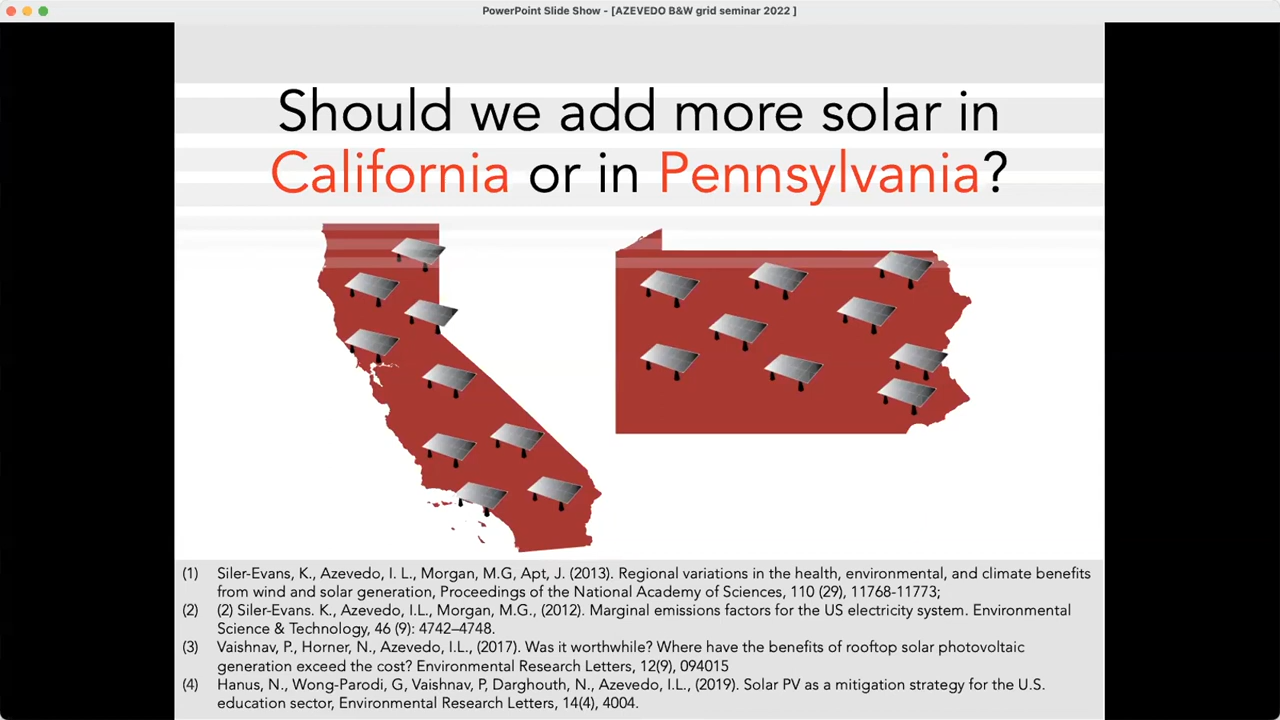 PowerPoint Slide Show - [AZEVEDO B&W grid seminar 2022 ]
Should we add more solar in
California or in Pennsylvania?
(1) Siler-Evans, K., Azevedo, I. L., Morgan, M.G, Apt, J. (2013). Regional variations in the health, environmental, and climate benefits
from wind and solar generation, Proceedings of the National Academy of Sciences, 110 (29), 11768-11773;
(2) (2) Siler-Evans. K., Azevedo, I.L., Morgan, M.G., (2012). Marginal emissions factors for the US electricity system. Environmental
Science & Technology, 46 (9): 4742–4748.
(3) Vaishnav, P., Horner, N., Azevedo, I.L., (2017). Was it worthwhile? Where have the benefits of rooftop solar photovoltaic
generation exceed the cost? Environmental Research Letters, 12(9), 094015
(4) Hanus, N., Wong-Parodi, G, Vaishnav, P, Darghouth, N., Azevedo, I.L., (2019). Solar PV as a mitigation strategy for the U.S.
education sector, Environmental Research Letters, 14(4), 4004.